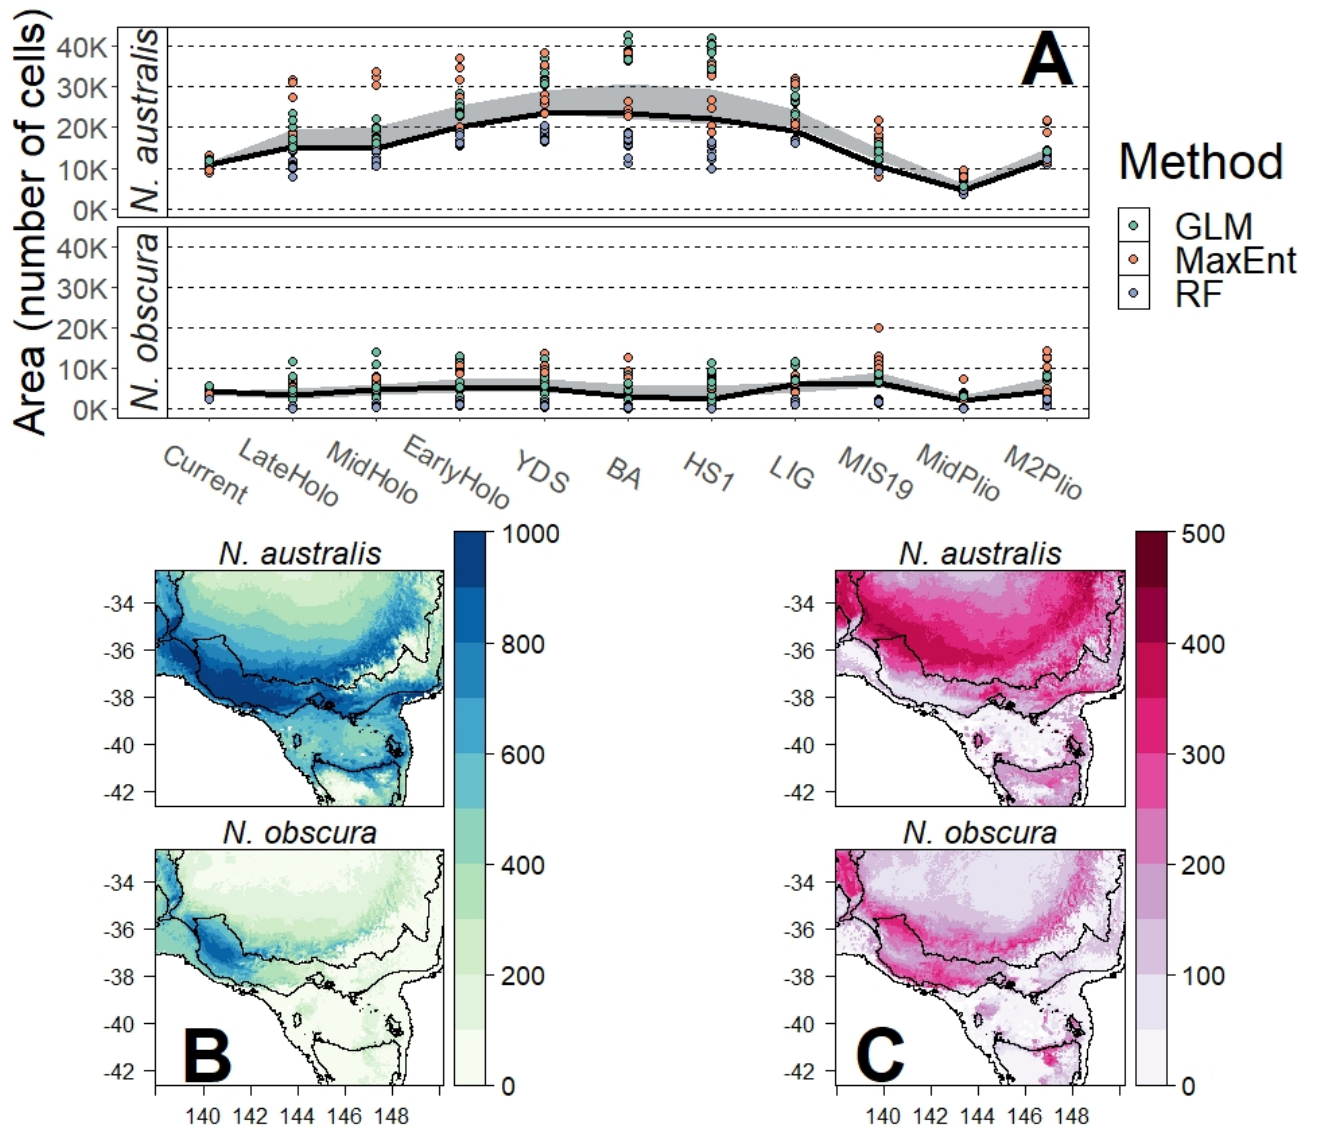 Area (number of cells)
N. australis
40K
30K
20K
10K
0K
A
N. obscura
40K
30K
20K
10K
0K
Current
LateHolo
MidHolo
EarlyHolo
YDS
BA
HS1
LIG
MIS19
MidPlio
M2Plio
Method
GLM
MaxEnt
RF
N. australis
-34
-36
-38
-40
-42
N. obscura
-34
-36
-38
-40
-42
140 142 144 146 148
B
1000
800
600
400
200
0
N. australis
-34
-36
-38
-40
-42
N. obscura
-34
-36
-38
-40
-42
140 142 144 146 148
C
500
400
300
200
100
0